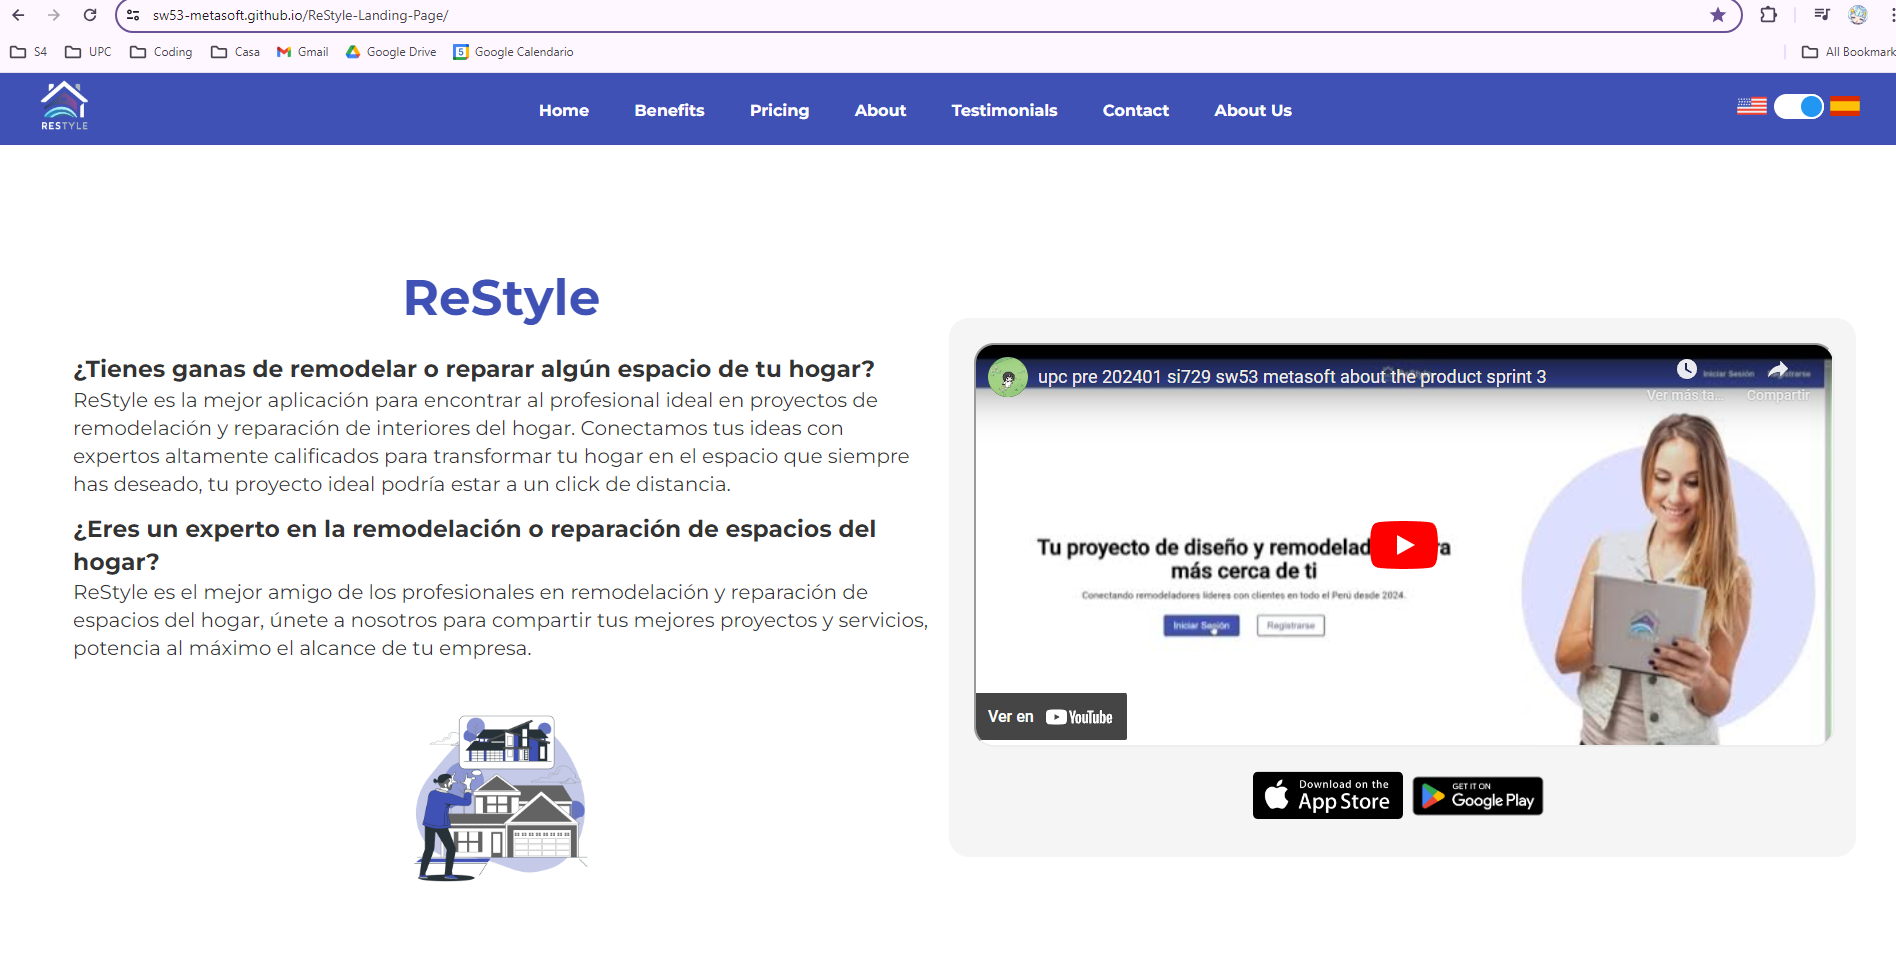 sw53-metasoft.github.io/ReStyle-Landing-Page/
S4 UPC Coding Casa Gmail Google Drive 5 Google Calendario All Bookmark
RESTYLE
Home Benefits Pricing About Testimonials Contact About Us
ReStyle
¿Tienes ganas de remodelar o reparar algún espacio de tu hogar?
ReStyle es la mejor aplicación para encontrar al profesional ideal en proyectos de
remodelación y reparación de interiores del hogar. Conectamos tus ideas con
expertos altamente calificados para transformar tu hogar en el espacio que siempre
has deseado, tu proyecto ideal podría estar a un click de distancia.
¿Eres un experto en la remodelación o reparación de espacios del
hogar?
ReStyle es el mejor amigo de los profesionales en remodelación y reparación de
espacios del hogar, únete a nosotros para compartir tus mejores proyectos y servicios,
potencia al máximo el alcance de tu empresa.
upc pre 202401 si729 sw53 metasoft about the product sprint 3
Iniciar Sesión
Ver más ta... Compartir
Tu proyecto de diseño y
más cerca de ti
Conectando remodeladores líderes con clientes en todo el Perú desde 2024.
Iniciar Sesión Registrarse
Ver en YouTube
Download on the
App Store
GET IT ON
Google Play